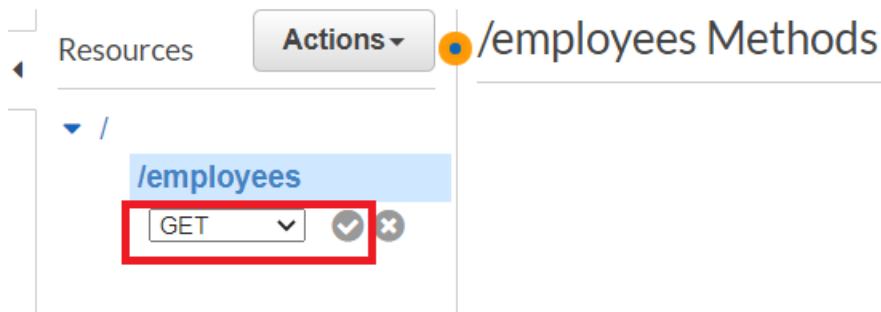 Resources
Actions
/employees Methods
/
/employees
GET